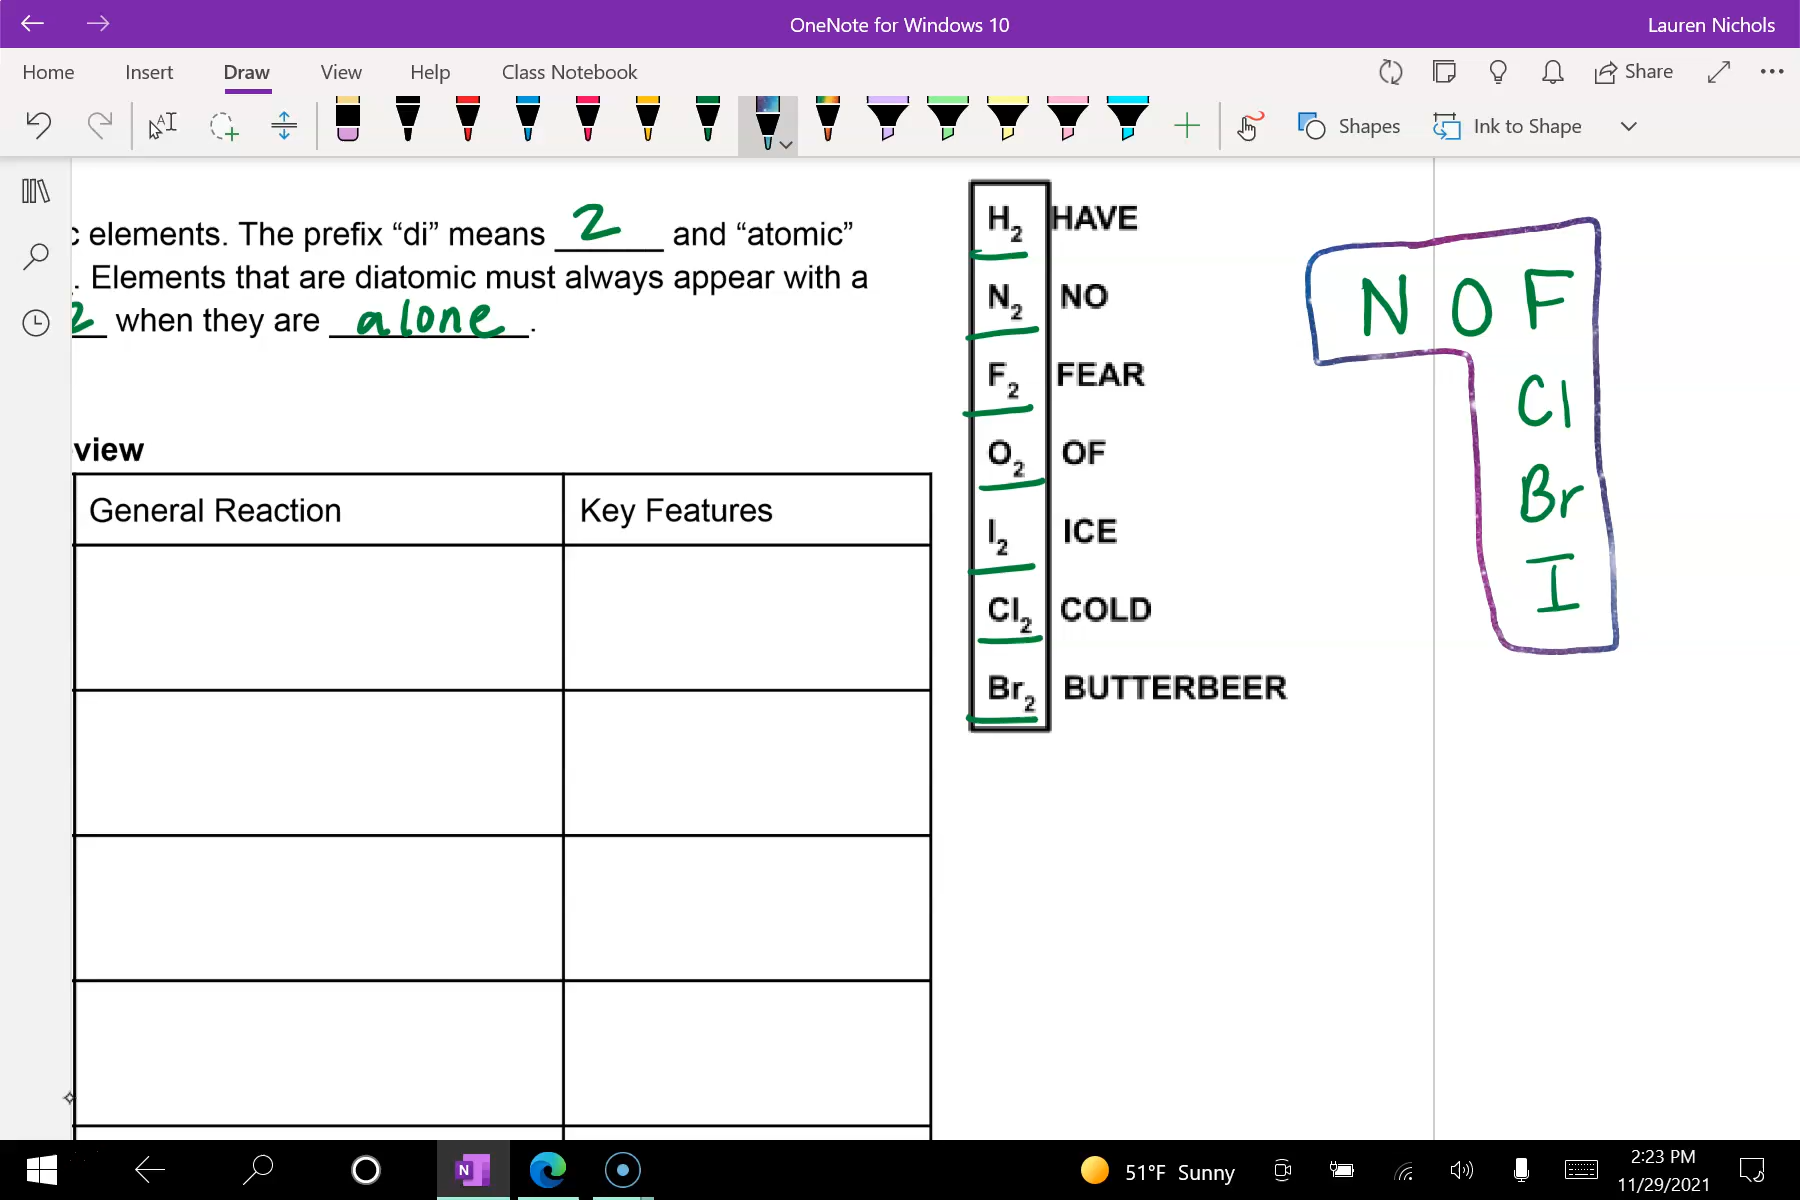 OneNote for Windows 10
Lauren Nichols
Home Insert Draw View Help Class Notebook
Share
Shapes
Ink to Shape
c elements. The prefix “di” means 2 and “atomic”
. Elements that are diatomic must always appear with a
2 when they are alone.
view
General Reaction
Key Features
H2 HAVE
N2 NO
F2 FEAR
O2 OF
I2 ICE
Cl2 COLD
Br2 BUTTERBEER
N O F
Cl
Br
I
51°F Sunny
2:23 PM
11/29/2021